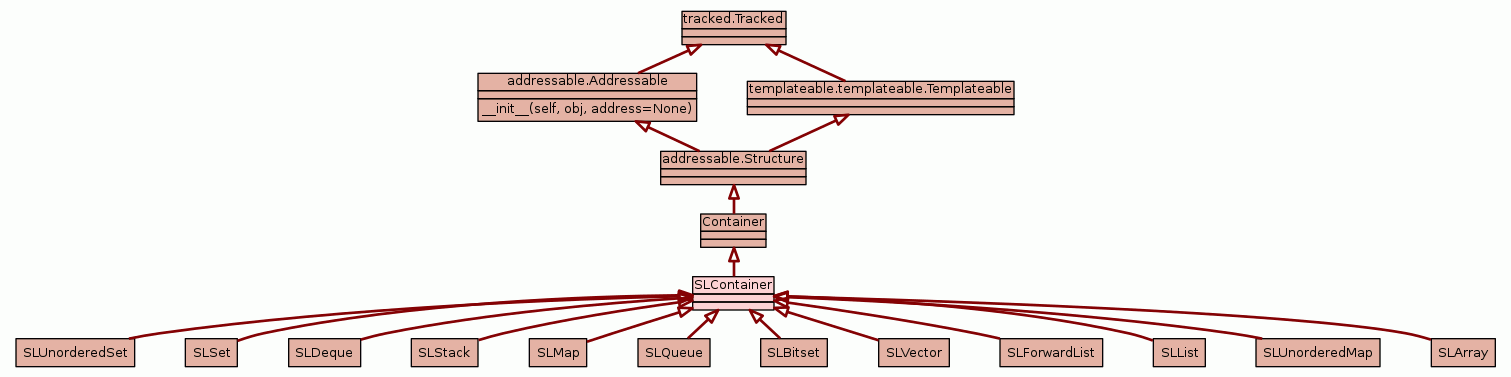 tracked.Tracked
addressable.Addressable
__init__(self, obj, address=None)
templateable.templateable.Templateable
addressable.Structure
Container
SLContainer
SLUnorderedSet
SLSet
SLDeque
SLStack
SLMap
SLQueue
SLBitset
SLVector
SLForwardList
SLList
SLUnorderedMap
SLArray